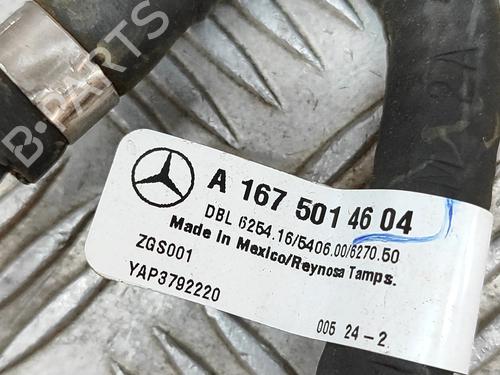 B-PARTS
A 167 501 46 04
DBL 6254.16/5406.00/6270.50
Made in Mexico/Reynosa Tamps.
ZGS001
YAP3792220
005 24-2